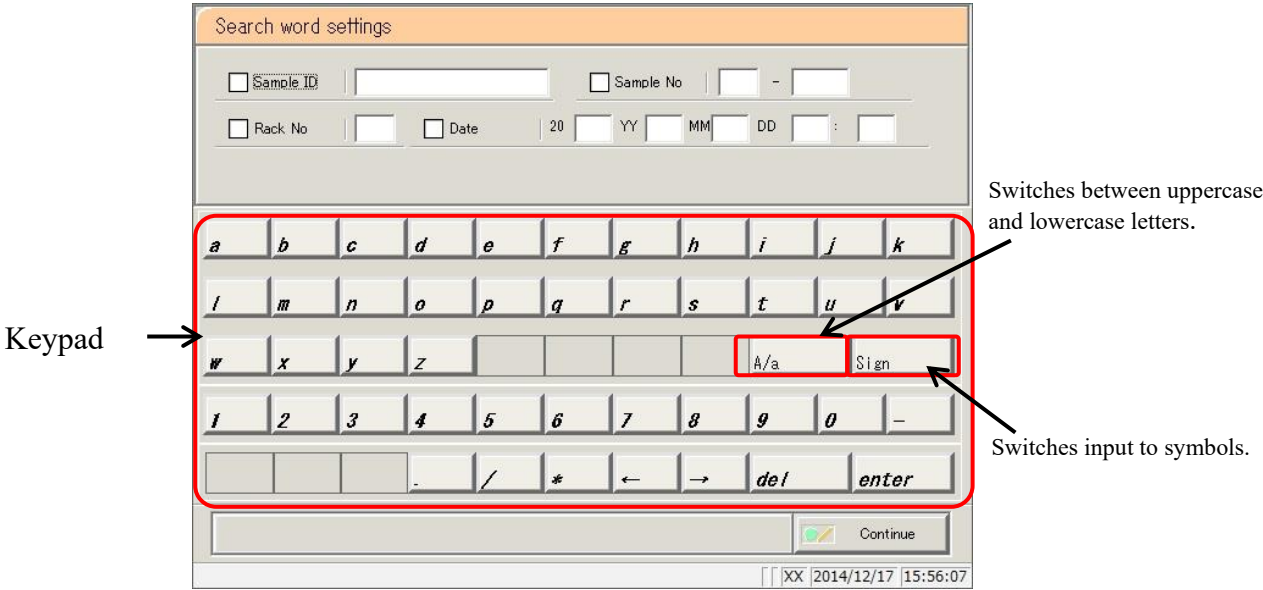 Search word settings
Sample ID Sample No -
Rack No Date 20 YY MM DD :
Switches between uppercase
and lowercase letters.
a b c d e f g h i j k
l m n o p q r s t u v
Keypad
w x y z A/a Sign
1 2 3 4 5 6 7 8 9 0 -
Switches input to symbols.
. / * ← → del enter
Continue
XX 2014/12/17 15:56:07